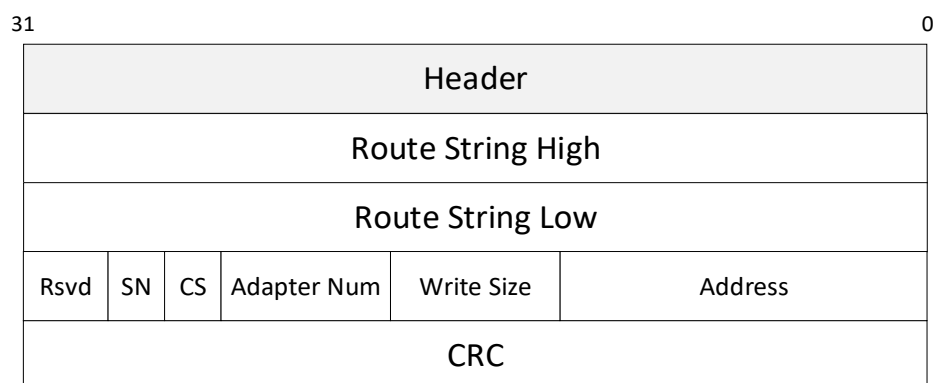 31 0
Header
Route String High
Route String Low
Rsvd SN CS Adapter Num Write Size Address
CRC